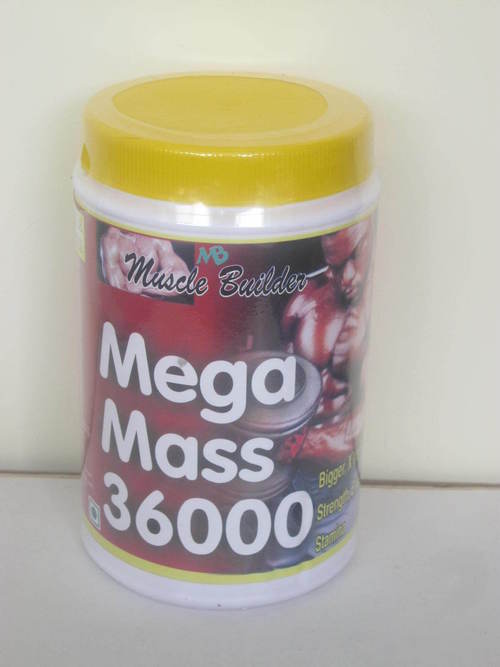 MB
Muscle Builder
Mega
Mass
36000
Bigger,
Strength
Stamina